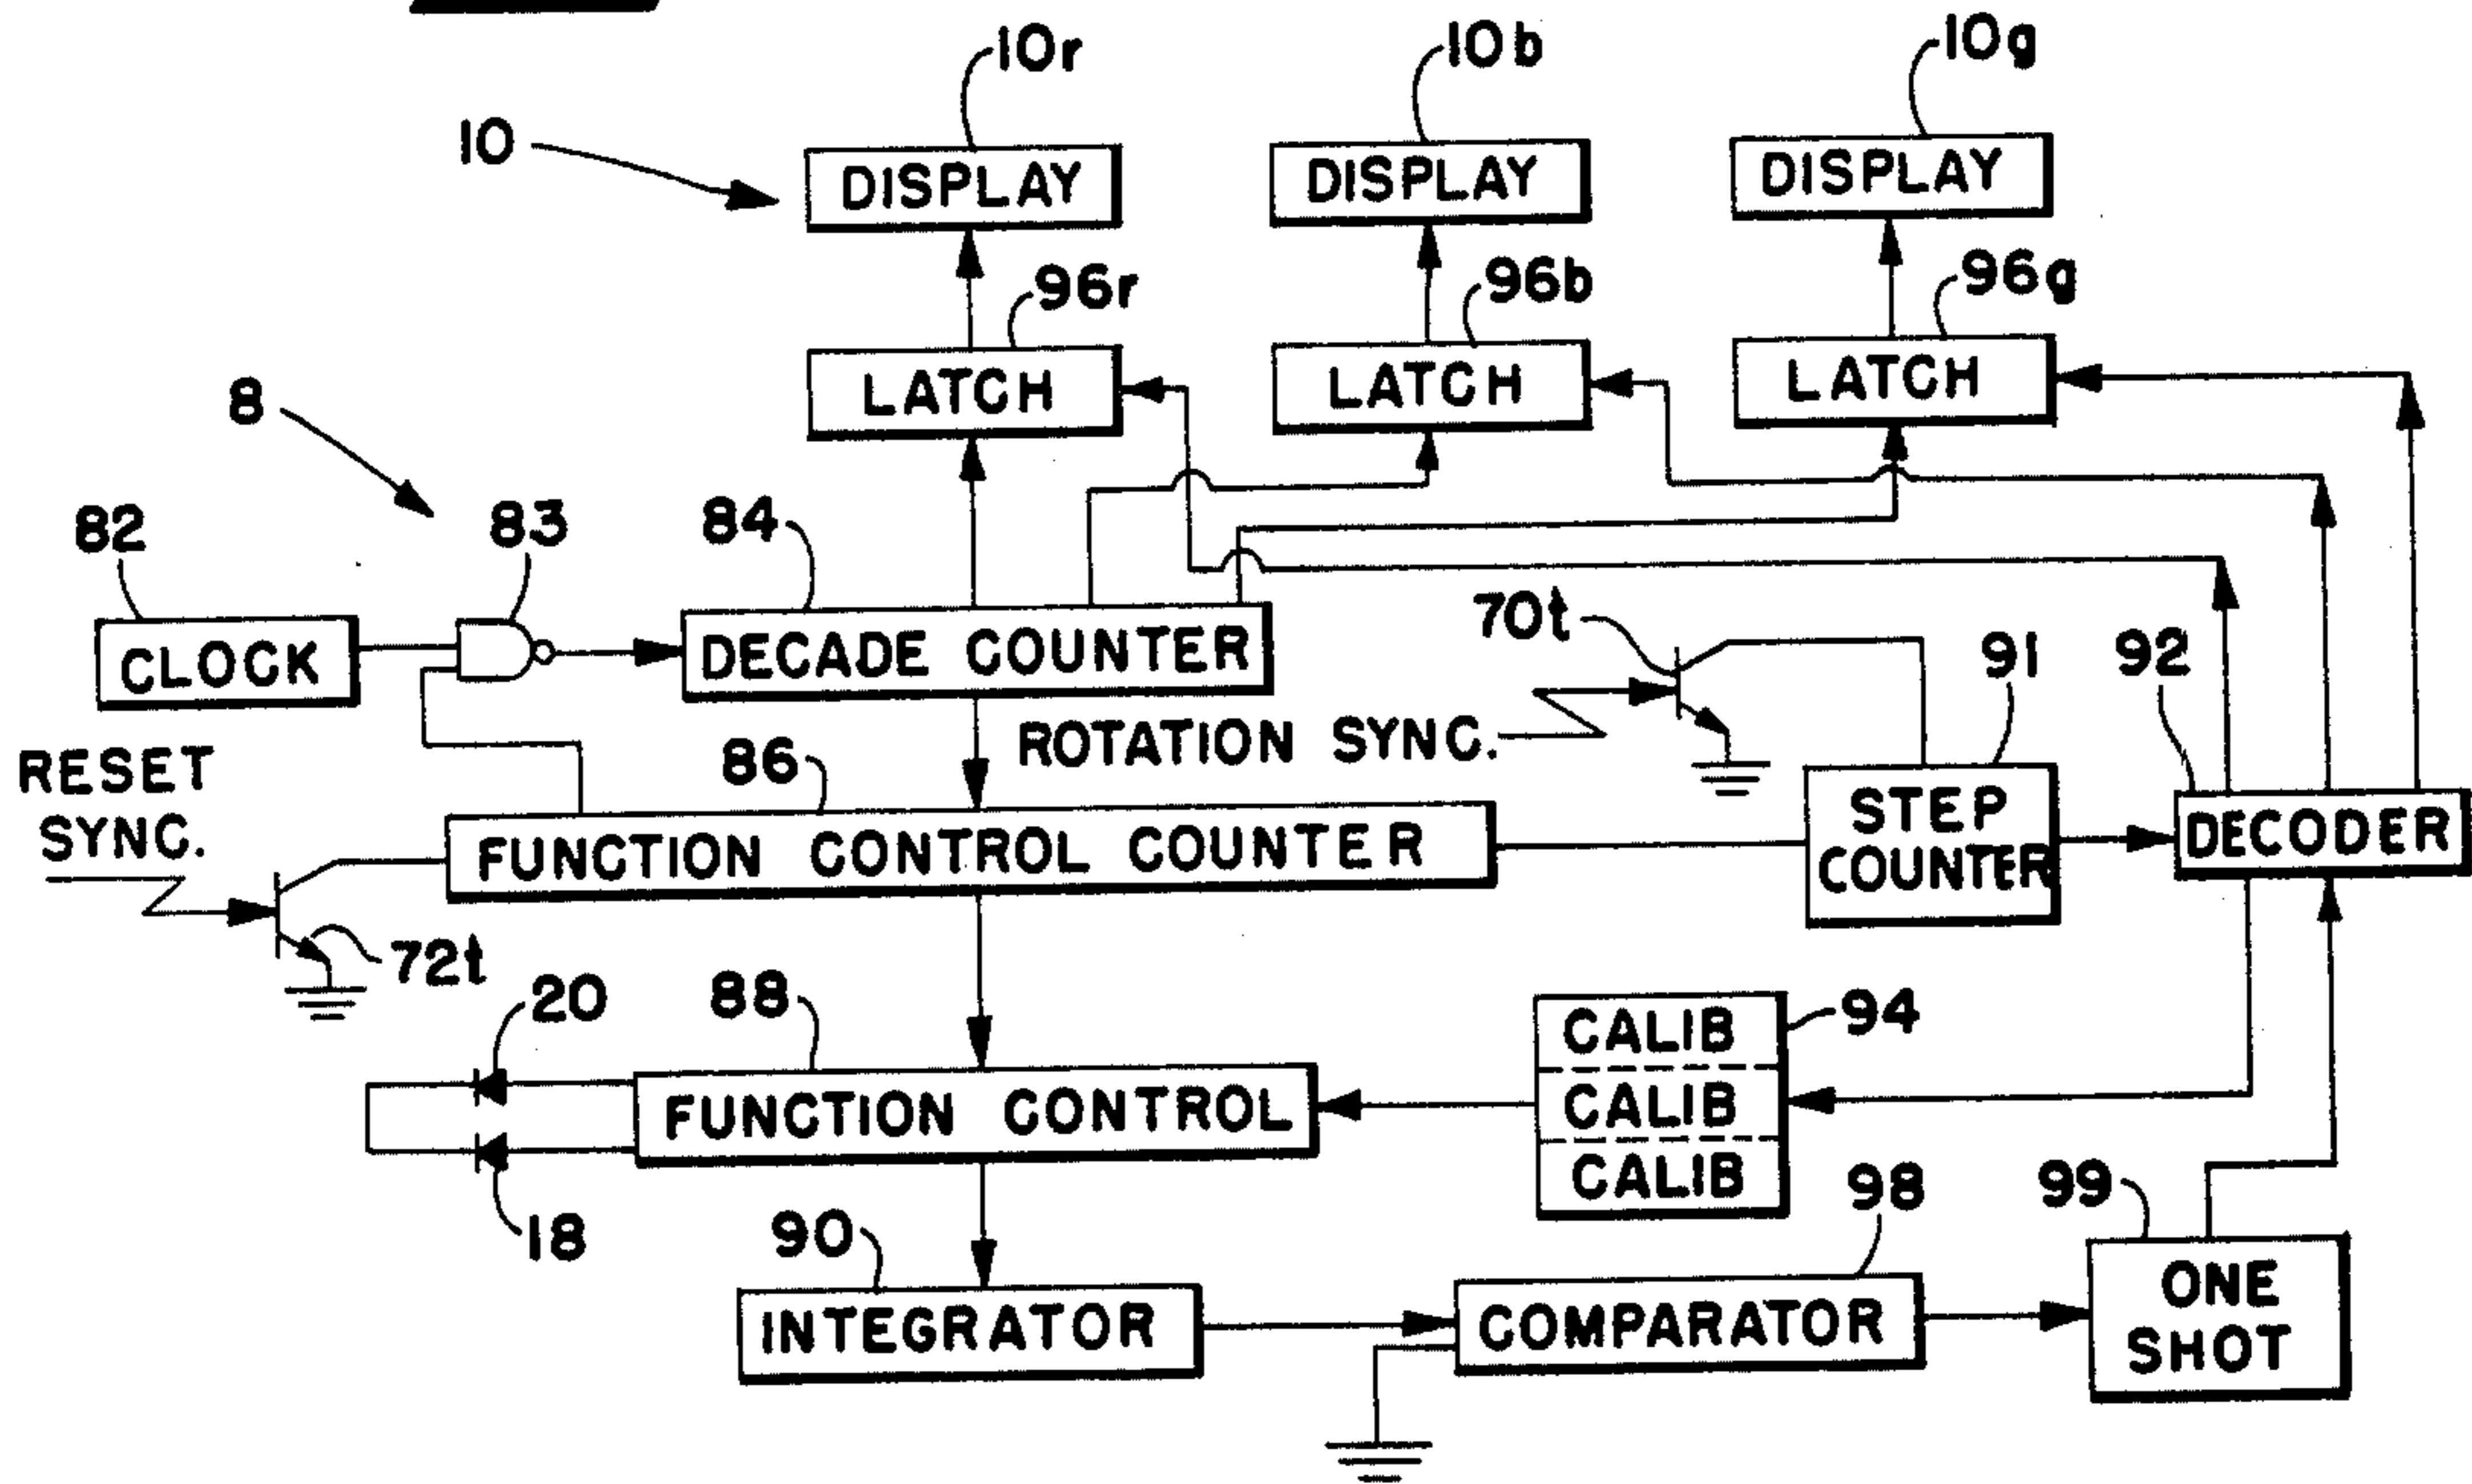 10r
10b
10g
10
DISPLAY
DISPLAY
DISPLAY
96r
96b
96g
8
LATCH
LATCH
LATCH
82
83
84
CLOCK
DECADE COUNTER
70t
91
92
RESET
SYNC.
86
ROTATION SYNC.
FUNCTION CONTROL COUNTER
STEP
COUNTER
DECODER
72t
20
88
CALIB
94
FUNCTION CONTROL
CALIB
CALIB
18
90
98
99
INTEGRATOR
COMPARATOR
ONE
SHOT